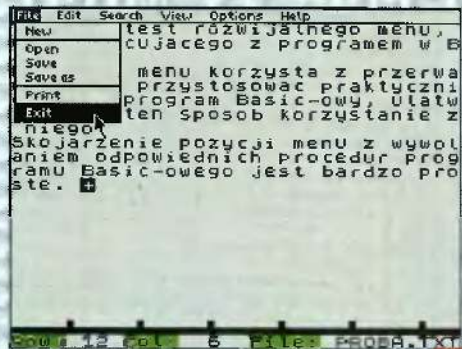 File Edit Search View Options Help
New test rozwijalnego menu,
cujacego z programem w B
Open
Save
Save as menu korzysta z przerwa
przystosowac praktyczni
Print program Basic-owy, ulatw
Exit ten sposob korzystanie z
niego.
Skojarzenie pozycji menu z wywol
aniem odpowiednich procedur prog
ramu Basic-owego jest bardzo pro
ste.
Row: 12 Col: 6 File: PROBA.TXT